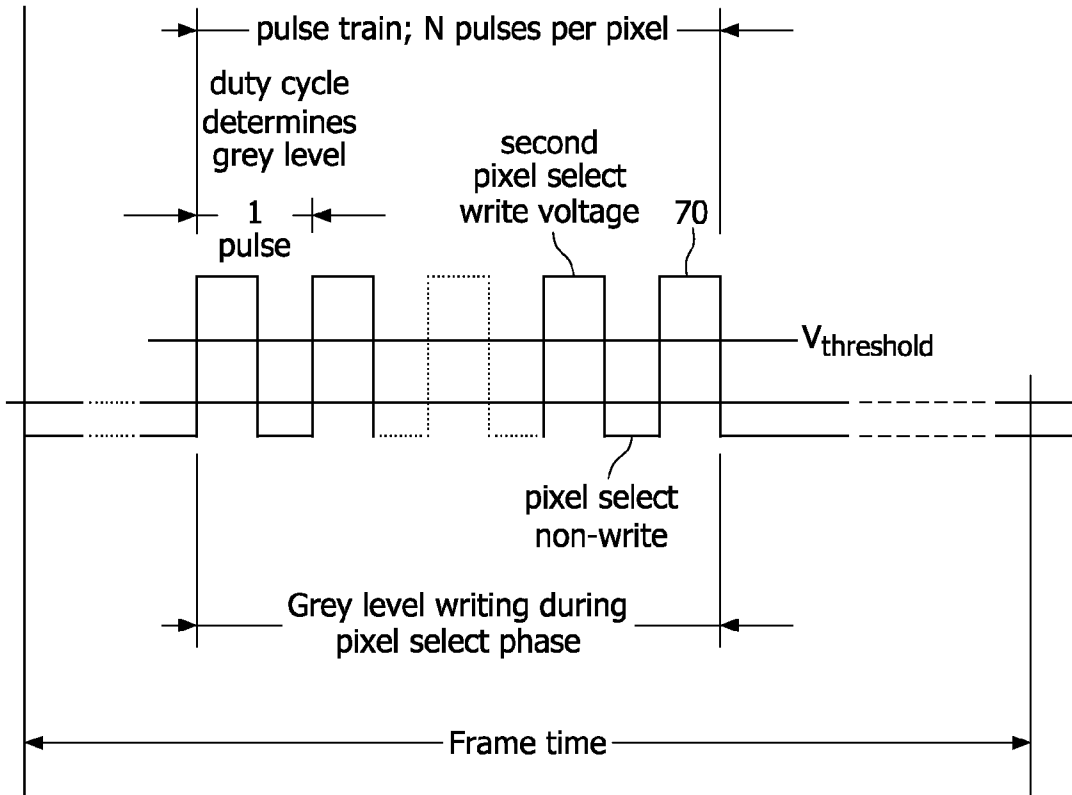 pulse train; N pulses per pixel
duty cycle
determines
grey level
1
pulse
second
pixel select
write voltage
70
Vthreshold
pixel select
non-write
Grey level writing during
pixel select phase
Frame time